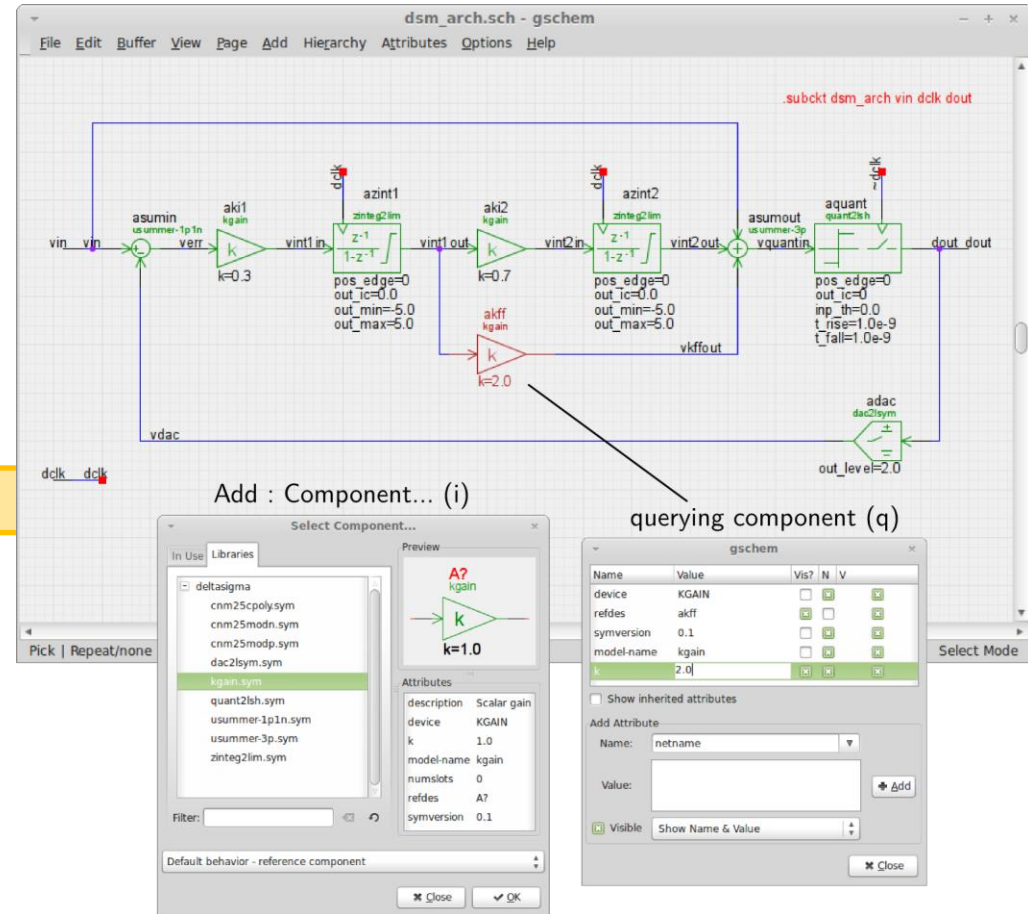 dsm_arch.sch - gschem
File Edit Buffer View Page Add Hierarchy Attributes Options Help
.subckt dsm_arch vin dclk dout
dclk
dclk
~dclk
azint1
azint2
aki1
aki2
aquant
asumin
kgain
zinteg2lim
kgain
zinteg2lim
asumout
quant2lsh
usummer-1p1n
usummer-3p
vin vin
verr
k
vint1in
z-1
1-z-1
vint1out
k
vint2in
z-1
1-z-1
vint2out
vquantin
dout dout
k=0.3
k=0.7
pos_edge=0
out_ic=0.0
out_min=-5.0
out_max=5.0
pos_edge=0
out_ic=0.0
out_min=-5.0
out_max=5.0
pos_edge=0
out_ic=0
inp_th=0.0
t_rise=1.0e-9
t_fall=1.0e-9
akff
kgain
k
k=2.0
vkffout
adac
dac2lsym
out_level=2.0
vdac
dclk dclk
Add : Component... (i)
querying component (q)
Pick | Repeat/none
Select Mode
Select Component...
In Use Libraries
deltasigma
cnm25cpoly.sym
cnm25modn.sym
cnm25modp.sym
dac2lsym.sym
kgain.sym
quant2lsh.sym
usummer-1p1n.sym
usummer-3p.sym
zinteg2lim.sym
Filter:
Preview
A?
kgain
k
k=1.0
Attributes
description Scalar gain
device KGAIN
k 1.0
model-name kgain
numslots 0
refdes A?
symversion 0.1
Default behavior - reference component
Close OK
gschem
Name Value Vis? N V
device KGAIN
refdes akff
symversion 0.1
model-name kgain
k 2.0
Show inherited attributes
Add Attribute
Name: netname
Value:
Add
Visible Show Name & Value
Close